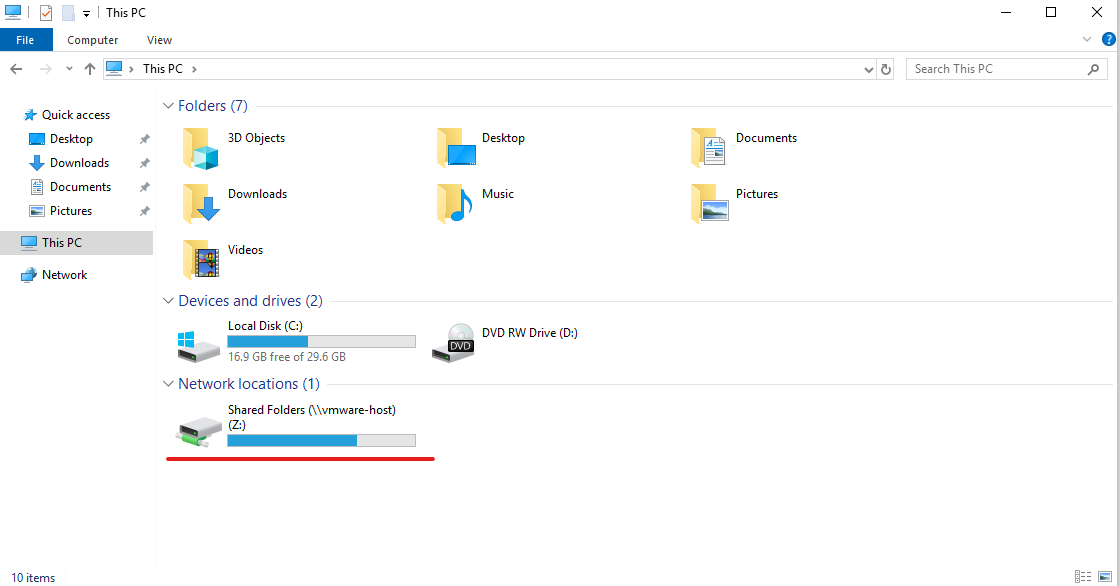 This PC
File Computer View
This PC
Search This PC
Quick access
Desktop
Downloads
Documents
Pictures
This PC
Network
Folders (7)
3D Objects
Desktop
Documents
Downloads
Music
Pictures
Videos
Devices and drives (2)
Local Disk (C:)
16.9 GB free of 29.6 GB
DVD RW Drive (D:)
DVD
Network locations (1)
Shared Folders (\\vmware-host)
(Z:)
10 items